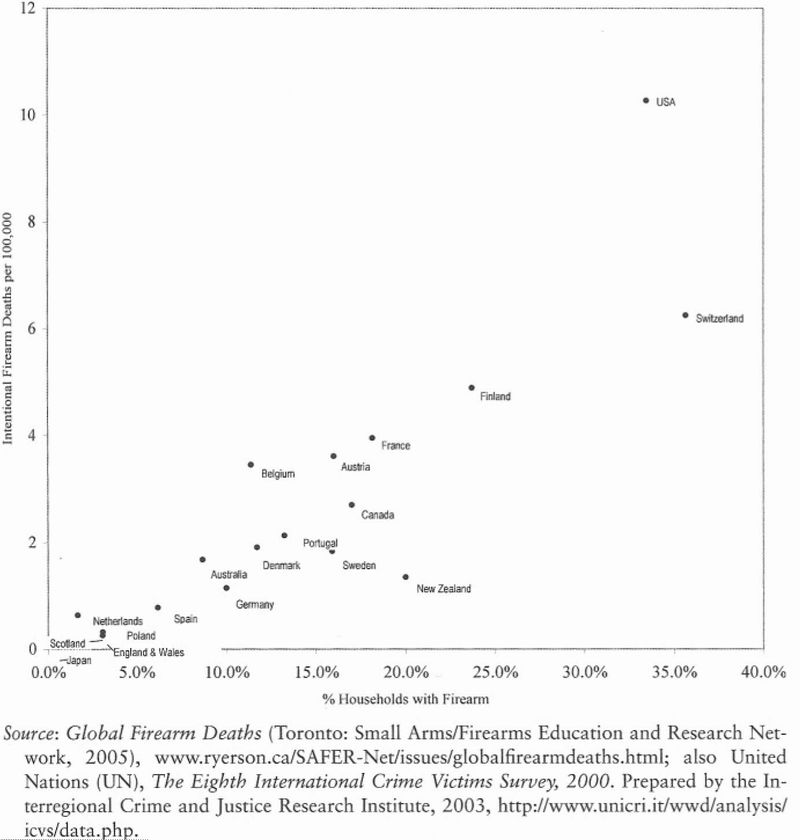 12
10
8
6
4
2
0
Intentional Firearm Deaths per 100,000
USA
Switzerland
Finland
France
Austria
Belgium
Canada
Portugal
Sweden
Denmark
Australia
New Zealand
Germany
Spain
Netherlands
Poland
Scotland
England & Wales
Japan
0.0% 5.0% 10.0% 15.0% 20.0% 25.0% 30.0% 35.0% 40.0%
% Households with Firearm
Source: Global Firearm Deaths (Toronto: Small Arms/Firearms Education and Research Net-
work, 2005), www.ryerson.ca/SAFER-Net/issues/globalfirearmdeaths.html; also United
Nations (UN), The Eighth International Crime Victims Survey, 2000. Prepared by the In-
terregional Crime and Justice Research Institute, 2003, http://www.unicri.it/wwd/analysis/
icvs/data.php.